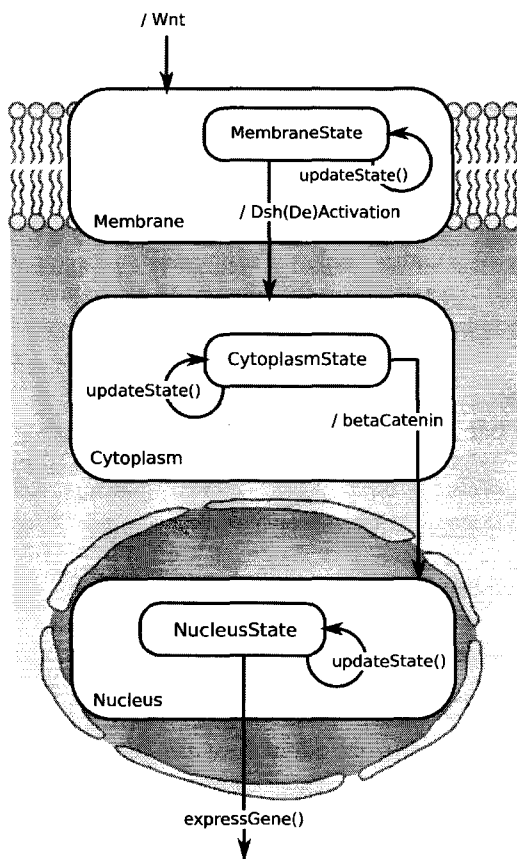 / Wnt
MembraneState
updateState()
Membrane
/ Dsh(De)Activation
CytoplasmState
updateState()
/ betaCatenin
Cytoplasm
NucleusState
updateState()
Nucleus
expressGene()